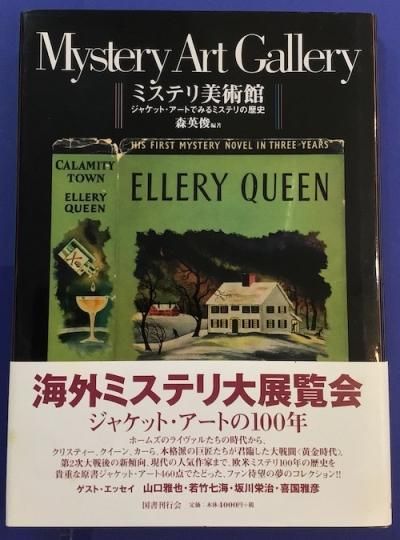 Mystery Art Gallery
ミステリ美術館
ジャケット・アートでみるミステリの歴史
森英俊 編著
HIS FIRST MYSTERY NOVEL IN THREE YEARS
CALAMITY
TOWN
ELLERY
QUEEN
ELLERY QUEEN
海外ミステリ大展覧会
ジャケット・アートの100年
ホームズのライヴァルたちの時代から、
クリスティー、クイーン、カーら、本格派の巨匠たちが君臨した大戦間《黄金時代》、
第2次大戦後の新傾向、現代の人気作家まで、欧米ミステリ100年の歴史を
貴重な原書ジャケット・アート460点でたどった、ファン待望の夢のコレクション!!
ゲスト・エッセイ 山口雅也・若竹七海・坂川栄治・喜国雅彦
国書刊行会 定価:本体4000円+税